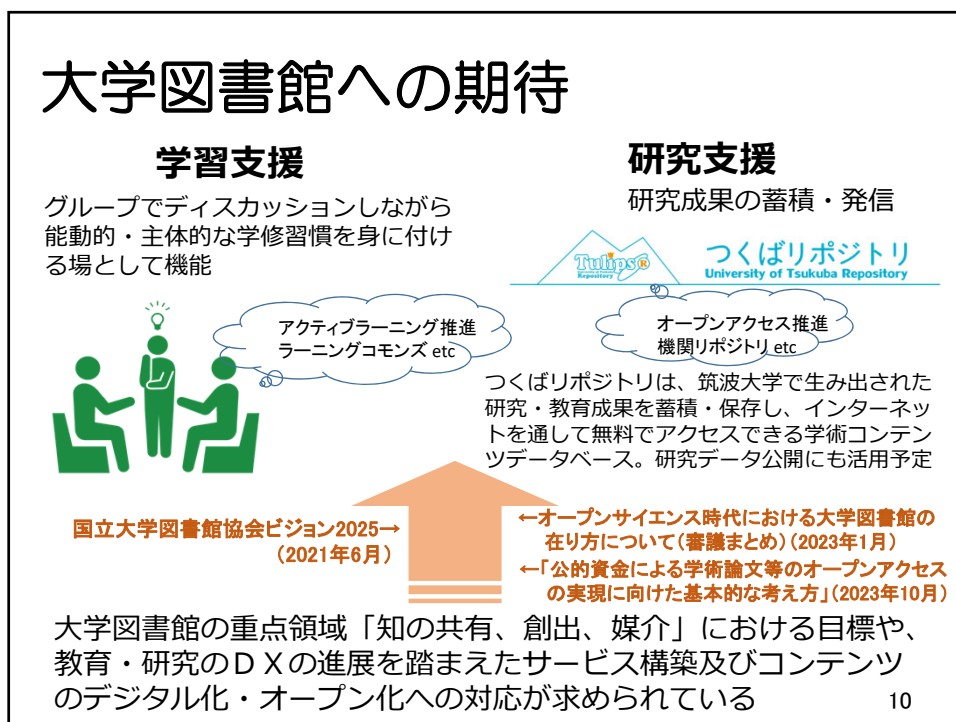 大学図書館への期待
学習支援
グループでディスカッションしながら
能動的・主体的な学修習慣を身に付け
る場として機能
アクティブラーニング推進
ラーニングコモンズ etc
研究支援
研究成果の蓄積・発信
Tulips R
Repository
つくばリポジトリ
University of Tsukuba Repository
オープンアクセス推進
機関リポジトリ etc
つくばリポジトリは、筑波大学で生み出された
研究・教育成果を蓄積・保存し、インターネッ
トを通して無料でアクセスできる学術コンテン
ツデータベース。研究データ公開にも活用予定
国立大学図書館協会ビジョン2025→
（2021年6月）
←オープンサイエンス時代における大学図書館の
在り方について（審議まとめ）（2023年1月）
←「公的資金による学術論文等のオープンアクセス
の実現に向けた基本的な考え方」（2023年10月）
大学図書館の重点領域「知の共有、創出、媒介」における目標や、
教育・研究のＤＸの進展を踏まえたサービス構築及びコンテンツ
のデジタル化・オープン化への対応が求められている
10